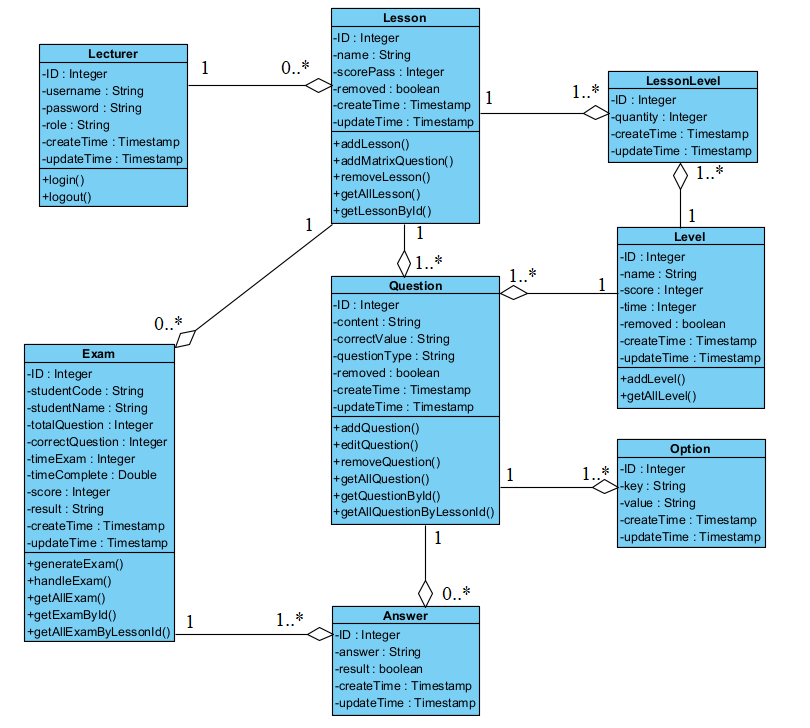 Lecturer
-ID : Integer
-username : String
-password : String
-role : String
-createTime : Timestamp
-updateTime : Timestamp
+login()
+logout()
1
0..*
Lesson
-ID : Integer
-name : String
-scorePass : Integer
-removed : boolean
-createTime : Timestamp
-updateTime : Timestamp
+addLesson()
+addMatrixQuestion()
+removeLesson()
+getAllLesson()
+getLessonById()
1
1..*
LessonLevel
-ID : Integer
-quantity : Integer
-createTime : Timestamp
-updateTime : Timestamp
1..*
1
Level
-ID : Integer
-name : String
-score : Integer
-time : Integer
-removed : boolean
-createTime : Timestamp
-updateTime : Timestamp
+addLevel()
+getAllLevel()
1
0..*
1
1..*
1..*
1
Question
-ID : Integer
-content : String
-correctValue : String
-questionType : String
-removed : boolean
-createTime : Timestamp
-updateTime : Timestamp
+addQuestion()
+editQuestion()
+removeQuestion()
+getAllQuestion()
+getQuestionById()
+getAllQuestionByLessonId()
1
1..*
Option
-ID : Integer
-key : String
-value : String
-createTime : Timestamp
-updateTime : Timestamp
Exam
-ID : Integer
-studentCode : String
-studentName : String
-totalQuestion : Integer
-correctQuestion : Integer
-timeExam : Integer
-timeComplete : Double
-score : Integer
-result : String
-createTime : Timestamp
-updateTime : Timestamp
+generateExam()
+handleExam()
+getAllExam()
+getExamById()
+getAllExamByLessonId()
1
1..*
1
0..*
Answer
-ID : Integer
-answer : String
-result : boolean
-createTime : Timestamp
-updateTime : Timestamp